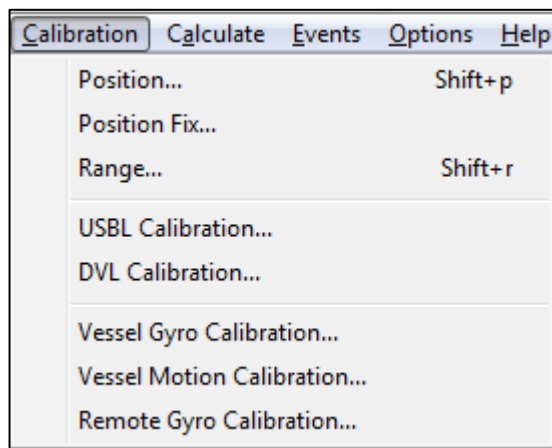 Calibration Calculate Events Options Help
Position... Shift+p
Position Fix...
Range... Shift+r
USBL Calibration...
DVL Calibration...
Vessel Gyro Calibration...
Vessel Motion Calibration...
Remote Gyro Calibration...